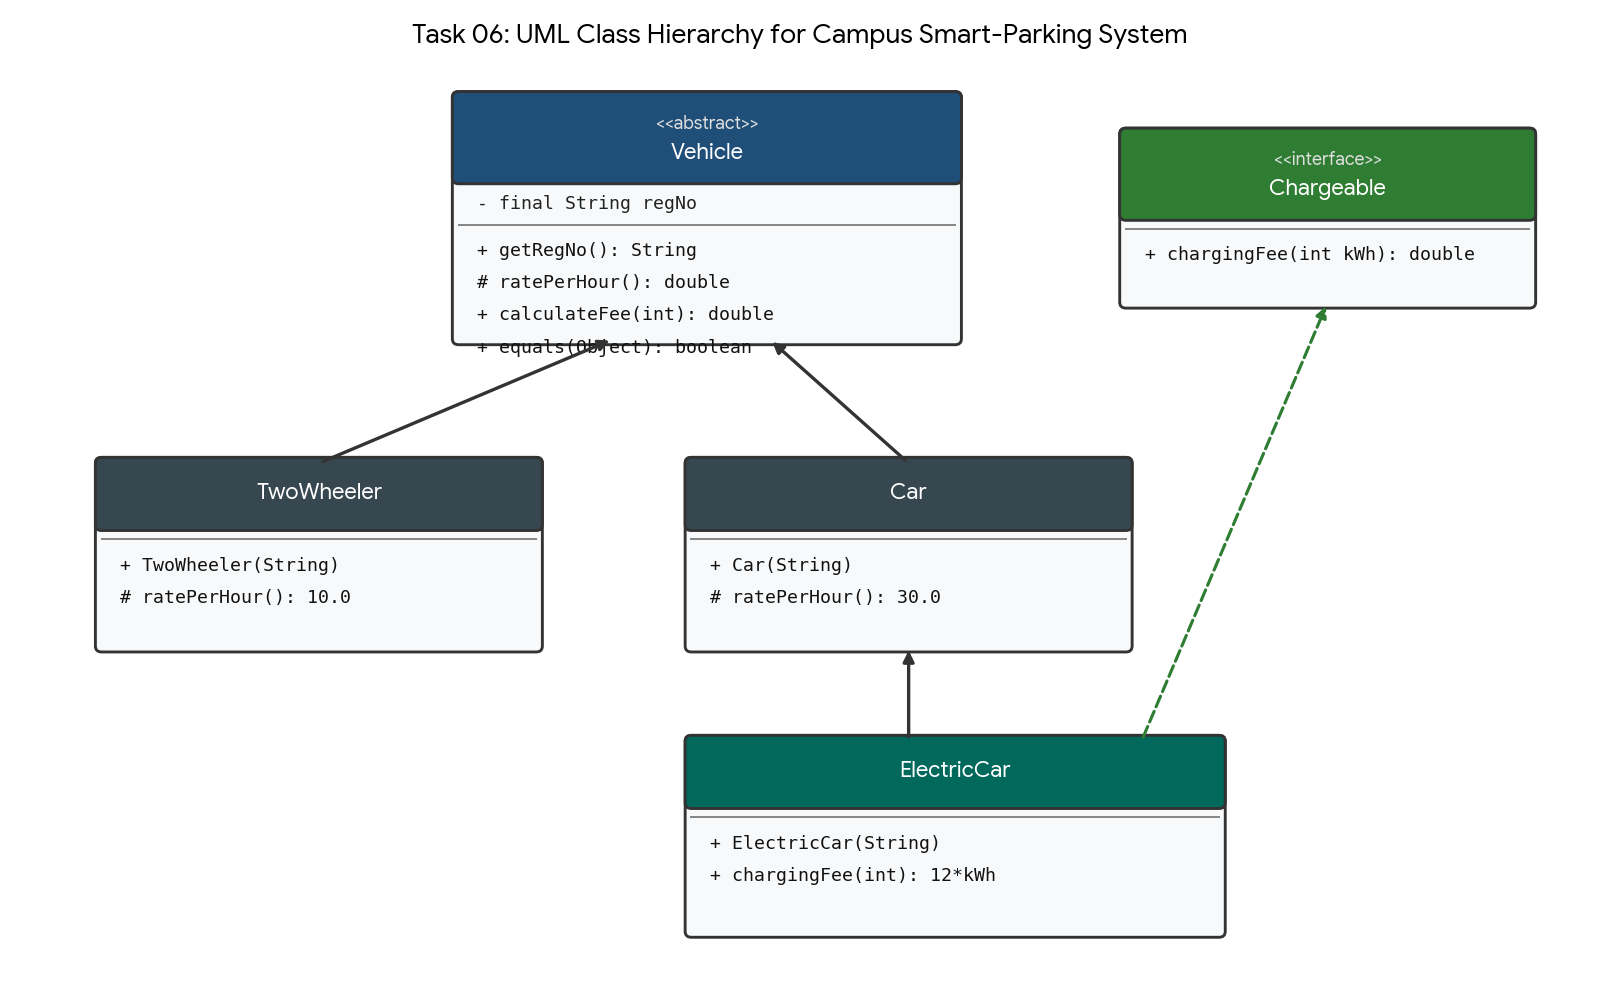 Task 06: UML Class Hierarchy for Campus Smart-Parking System
<<abstract>>
Vehicle
- final String regNo
+ getRegNo(): String
# ratePerHour(): double
+ calculateFee(int): double
+ equals(Object): boolean
<<interface>>
Chargeable
+ chargingFee(int kWh): double
TwoWheeler
+ TwoWheeler(String)
# ratePerHour(): 10.0
Car
+ Car(String)
# ratePerHour(): 30.0
ElectricCar
+ ElectricCar(String)
+ chargingFee(int): 12*kWh